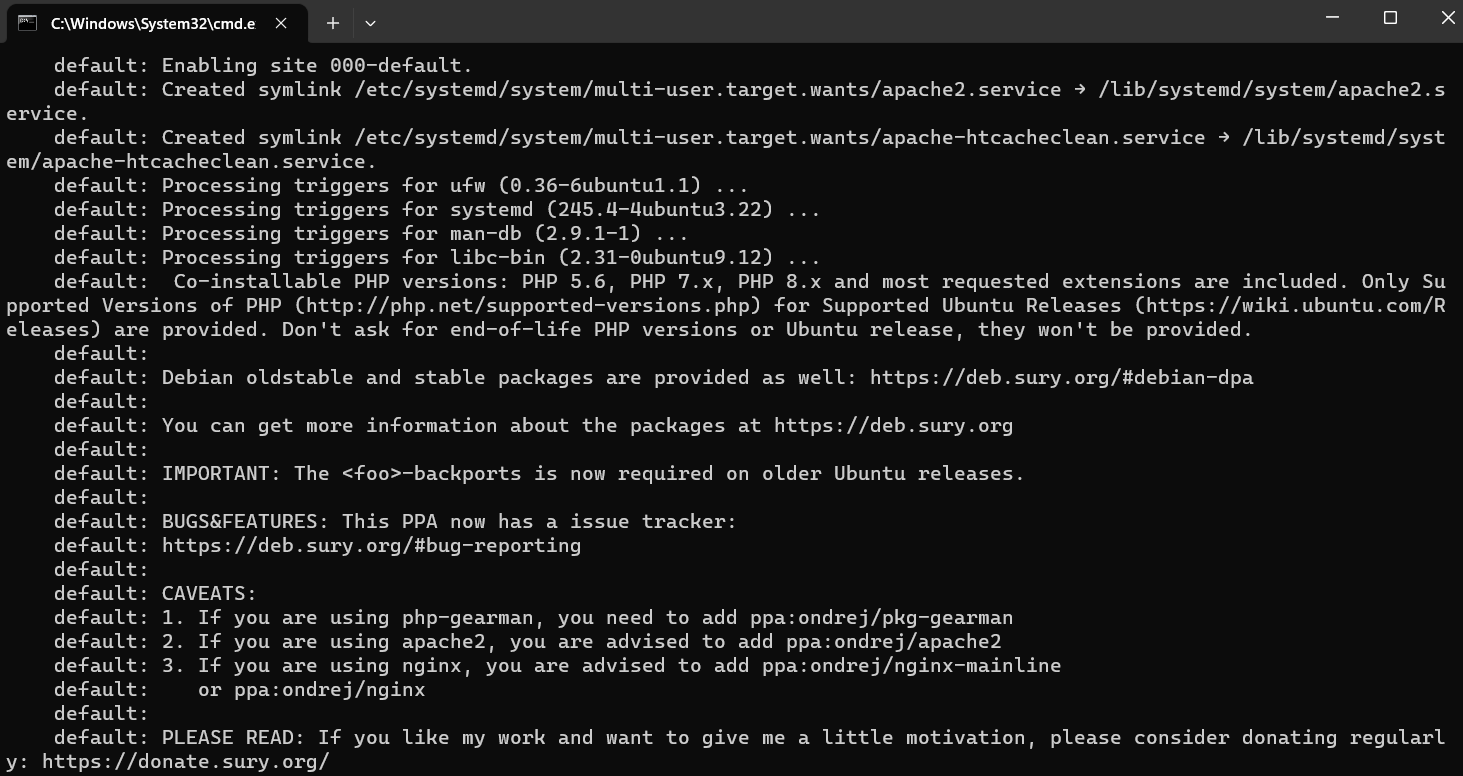 C:\Windows\System32\cmd.e
default: Enabling site 000-default.
default: Created symlink /etc/systemd/system/multi-user.target.wants/apache2.service → /lib/systemd/system/apache2.s
ervice.
default: Created symlink /etc/systemd/system/multi-user.target.wants/apache-htcacheclean.service → /lib/systemd/syst
em/apache-htcacheclean.service.
default: Processing triggers for ufw (0.36-6ubuntu1.1) ...
default: Processing triggers for systemd (245.4-4ubuntu3.22) ...
default: Processing triggers for man-db (2.9.1-1) ...
default: Processing triggers for libc-bin (2.31-0ubuntu9.12) ...
default:  Co-installable PHP versions: PHP 5.6, PHP 7.x, PHP 8.x and most requested extensions are included. Only Su
pported Versions of PHP (http://php.net/supported-versions.php) for Supported Ubuntu Releases (https://wiki.ubuntu.com/R
eleases) are provided. Don't ask for end-of-life PHP versions or Ubuntu release, they won't be provided.
default:
default: Debian oldstable and stable packages are provided as well: https://deb.sury.org/#debian-dpa
default:
default: You can get more information about the packages at https://deb.sury.org
default:
default: IMPORTANT: The <foo>-backports is now required on older Ubuntu releases.
default:
default: BUGS&FEATURES: This PPA now has a issue tracker:
default: https://deb.sury.org/#bug-reporting
default:
default: CAVEATS:
default: 1. If you are using php-gearman, you need to add ppa:ondrej/pkg-gearman
default: 2. If you are using apache2, you are advised to add ppa:ondrej/apache2
default: 3. If you are using nginx, you are advised to add ppa:ondrej/nginx-mainline
default:    or ppa:ondrej/nginx
default:
default: PLEASE READ: If you like my work and want to give me a little motivation, please consider donating regularl
y: https://donate.sury.org/